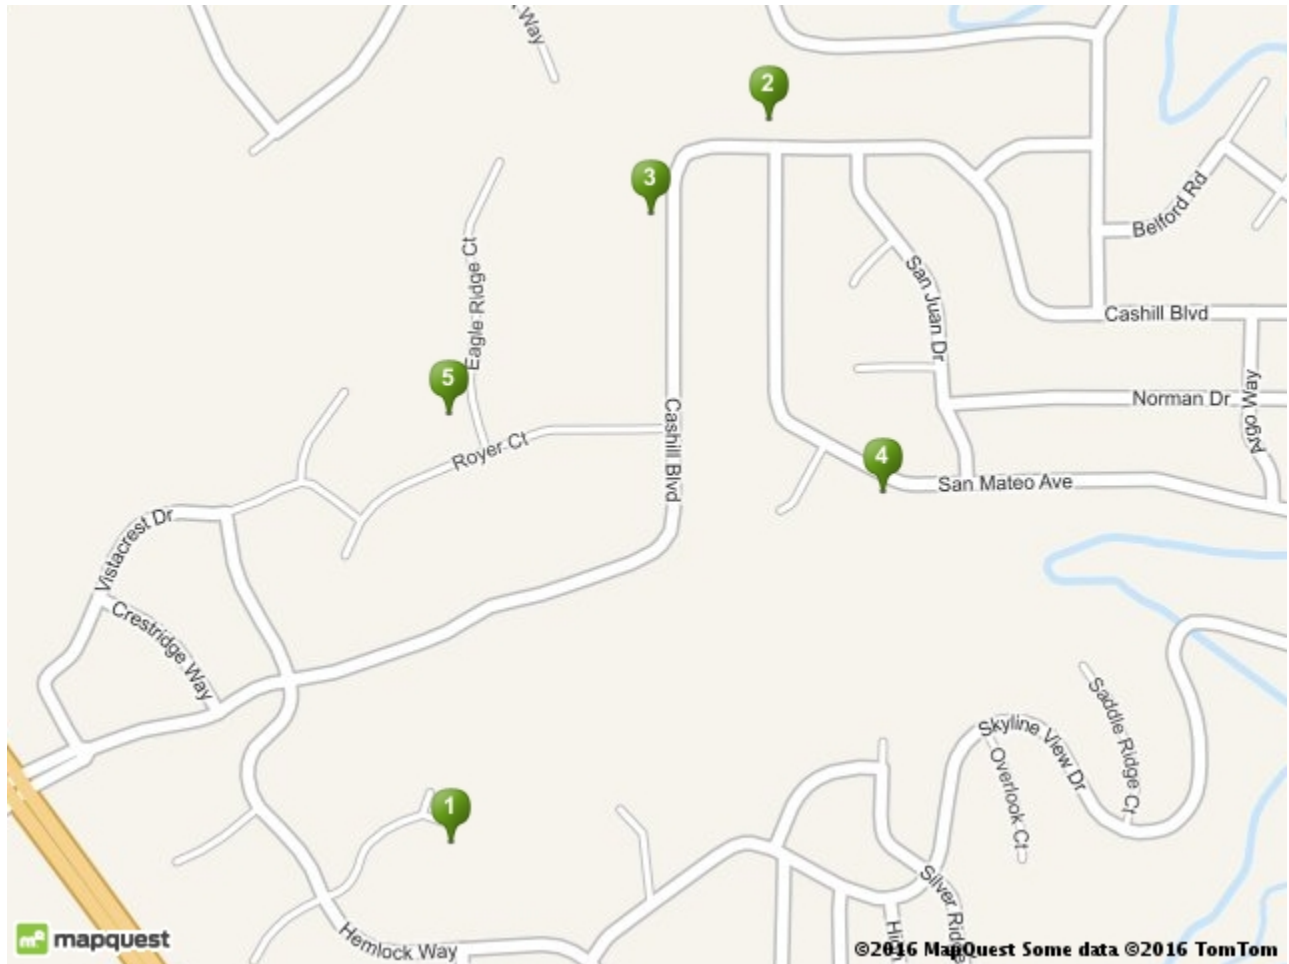 Way
2
3
Belford Rd
Eagle Ridge Ct
San Juan Dr
Cashill Blvd
5
Norman Dr
Argo Way
Cashill Blvd
Royer Ct
4
San Mateo Ave
Vistacrest Dr
Crestridge Way
Saddle Ridge Ct
Skyline View Dr
Overlook Ct
1
Silver Ridge
Hemlock Way
mapquest
©2016 MapQuest Some data ©2016 TomTom